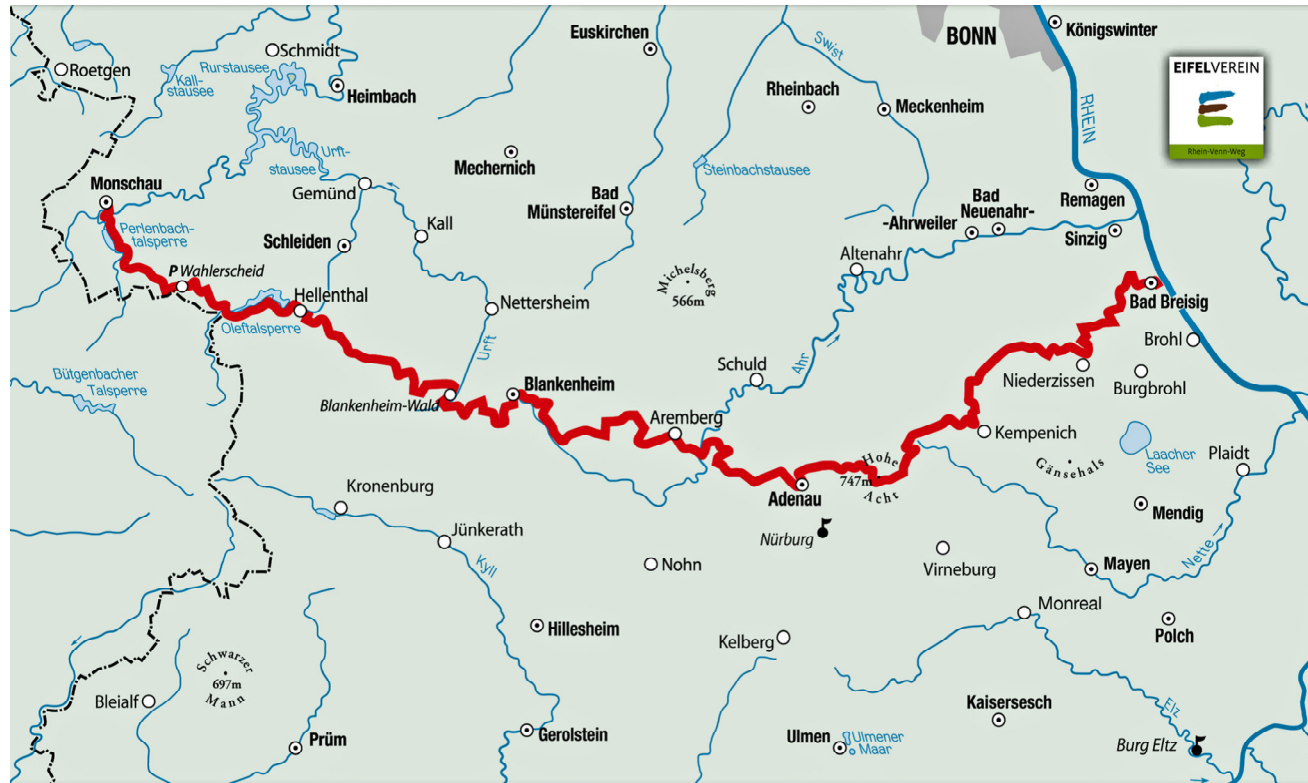 BONN
Königswinter
Euskirchen
Swist
Schmidt
Rurstausee
Roetgen
Kall-
stausee
Heimbach
EIFELVEREIN
Rhein-Venn-Weg
RHEIN
Rheinbach
Meckenheim
Urft-
stausee
Mechernich
Steinbachstausee
Monschau
Gemünd
Bad
Münstereifel
Remagen
Bad
Neuenahr-
-Ahrweiler
Sinzig
Kall
Perlenbach-
talsperre
Schleiden
Altenahr
P Wahlerscheid
Michelsberg
566m
Hellenthal
Nettersheim
Bad Breisig
Oleftalsperre
Brohl
Urft
Ahr
Schuld
Niederzissen
Burgbrohl
Bütgenbacher
Talsperre
Blankenheim
Blankenheim-Wald
Aremberg
Kempenich
Hohe
747m
Acht
Gänsehals
Laacher
See
Plaidt
Kronenburg
Adenau
Mendig
Jünkerath
Nürburg
Nette
Kyll
Nohn
Virneburg
Mayen
Monreal
Polch
Hillesheim
Kelberg
Schwarzer
697m
Mann
Bleialf
Kaisersesch
Elz
Prüm
Gerolstein
Ulmen
Ulmener
Maar
Burg Eltz